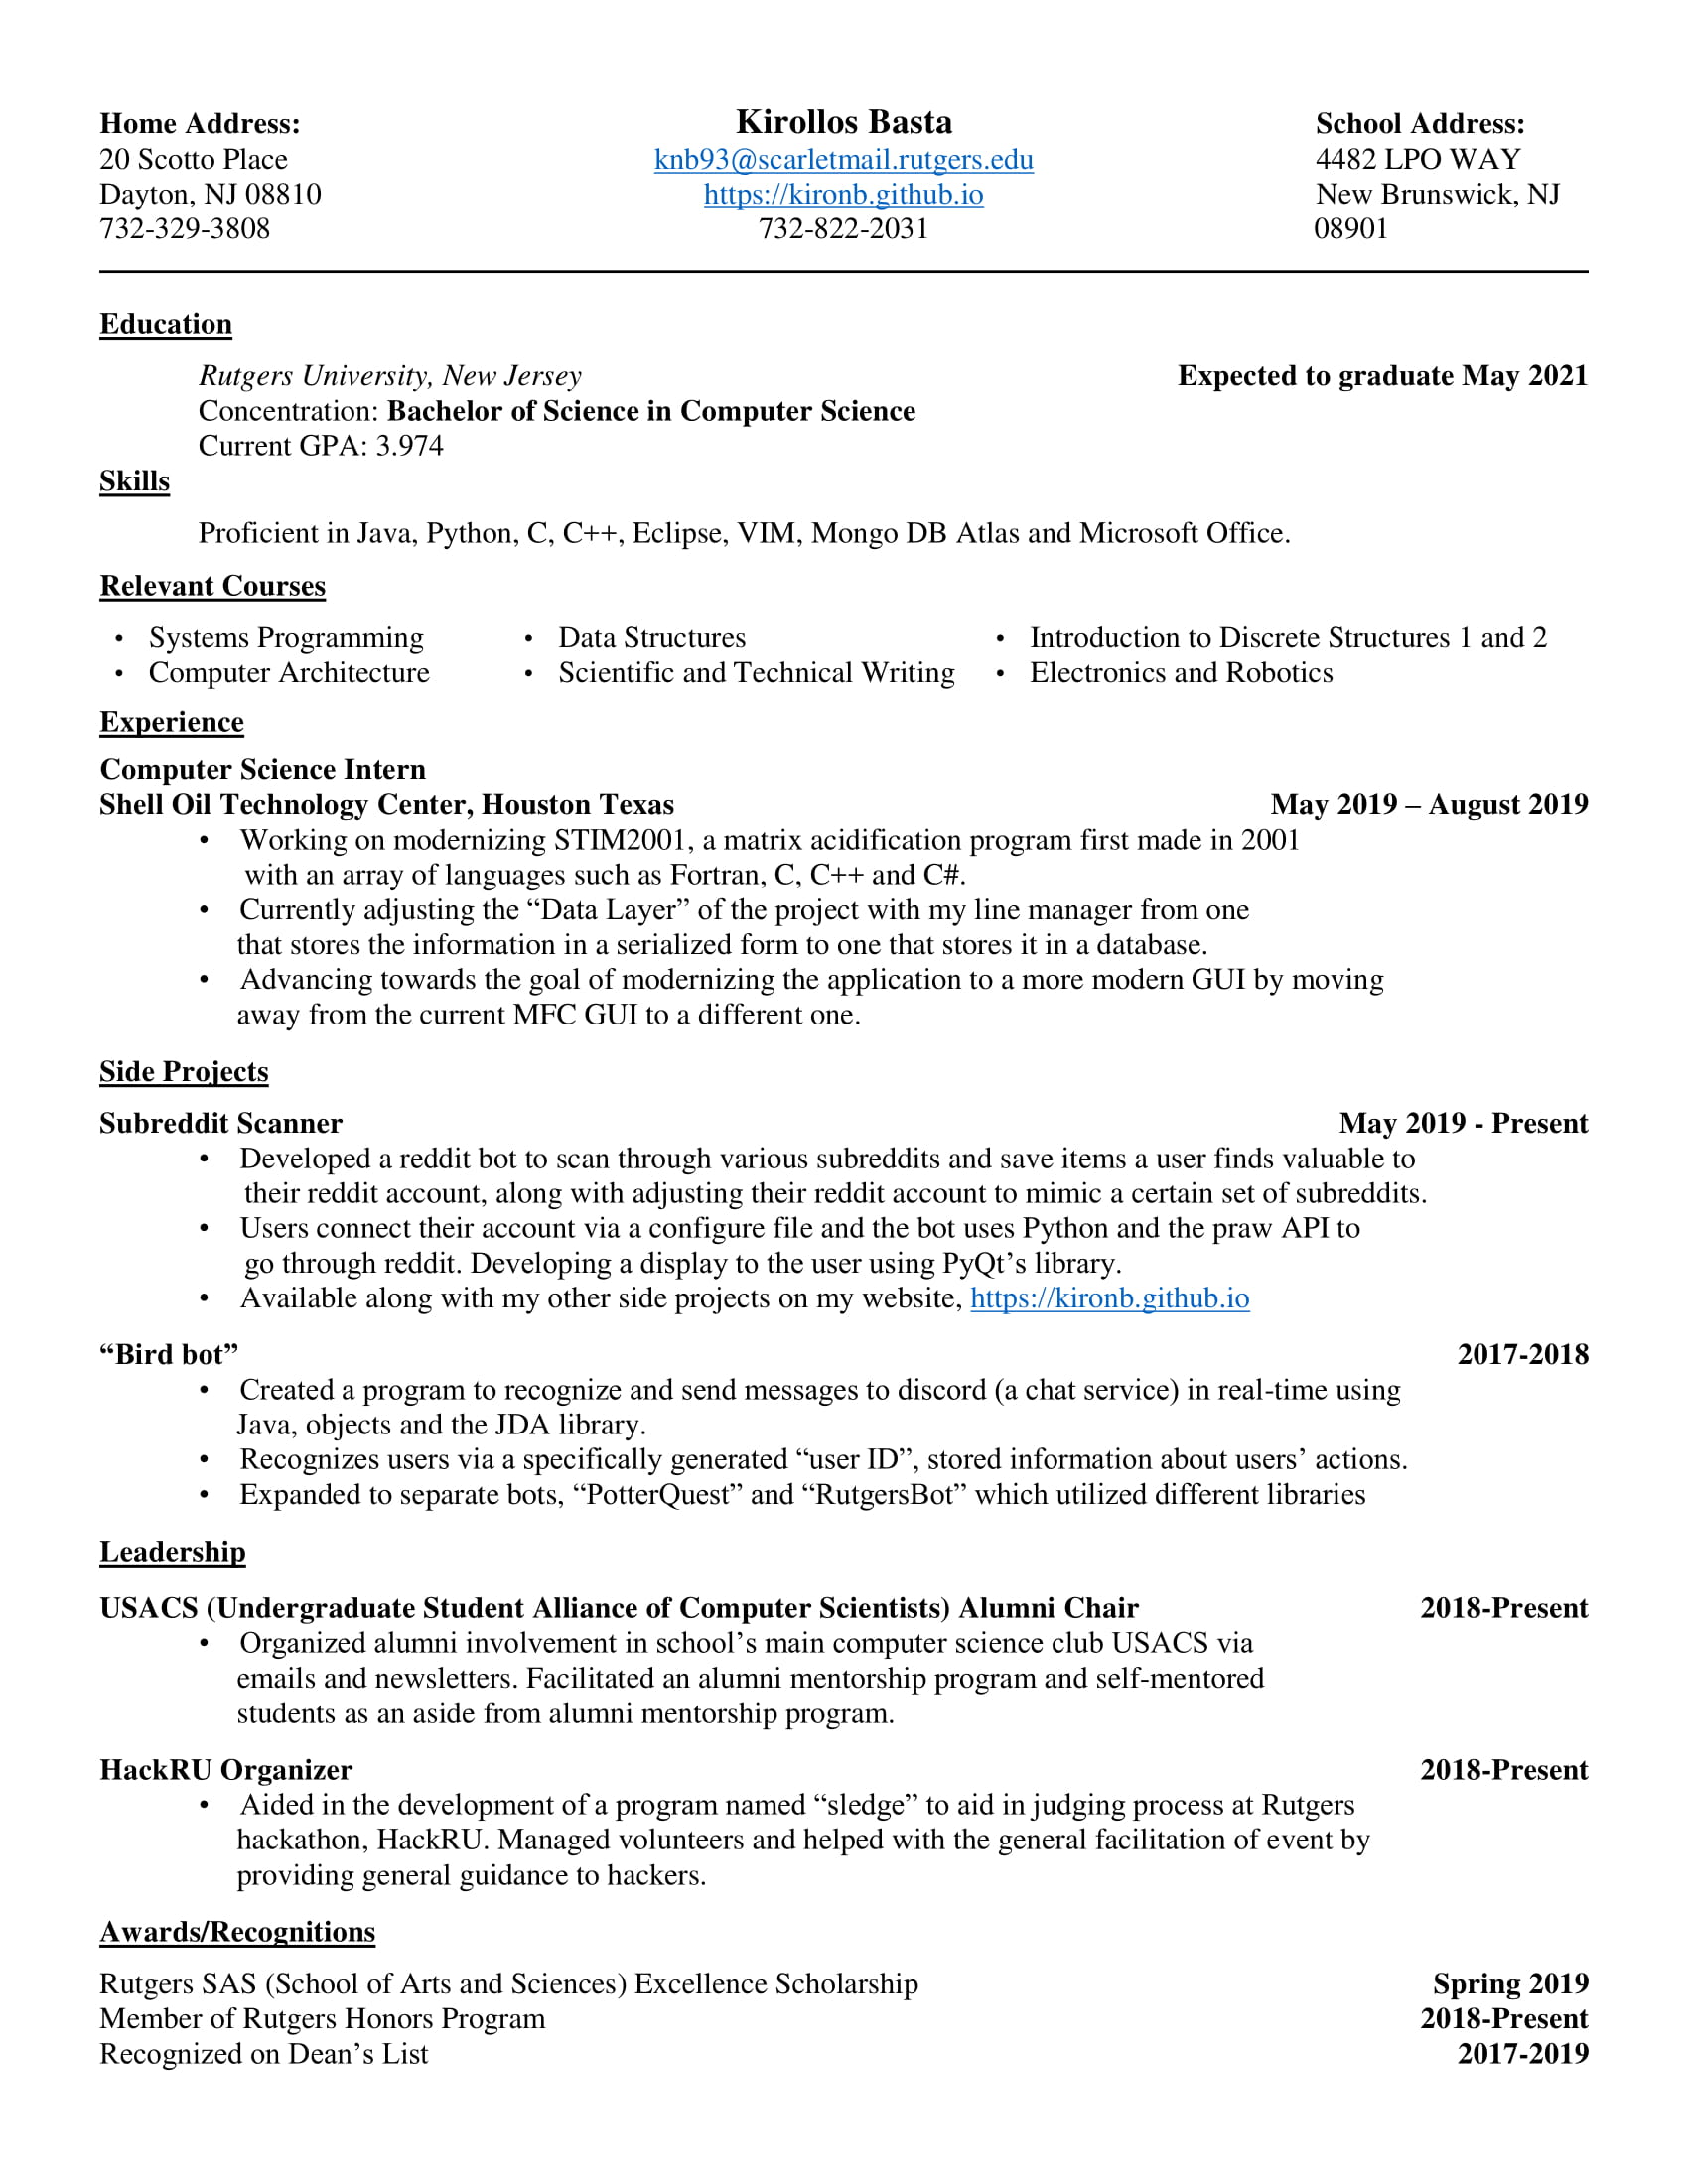 Home Address:
20 Scotto Place
Dayton, NJ 08810
732-329-3808
Kirollos Basta
knb93@scarletmail.rutgers.edu
https://kironb.github.io
732-822-2031
School Address:
4482 LPO WAY
New Brunswick, NJ
08901
Education
Rutgers University, New Jersey Expected to graduate May 2021
Concentration: Bachelor of Science in Computer Science
Current GPA: 3.974
Skills
Proficient in Java, Python, C, C++, Eclipse, VIM, Mongo DB Atlas and Microsoft Office.
Relevant Courses
• Systems Programming • Data Structures • Introduction to Discrete Structures 1 and 2
• Computer Architecture • Scientific and Technical Writing • Electronics and Robotics
Experience
Computer Science Intern
Shell Oil Technology Center, Houston Texas May 2019 – August 2019
• Working on modernizing STIM2001, a matrix acidification program first made in 2001
with an array of languages such as Fortran, C, C++ and C#.
• Currently adjusting the “Data Layer” of the project with my line manager from one
that stores the information in a serialized form to one that stores it in a database.
• Advancing towards the goal of modernizing the application to a more modern GUI by moving
away from the current MFC GUI to a different one.
Side Projects
Subreddit Scanner May 2019 - Present
• Developed a reddit bot to scan through various subreddits and save items a user finds valuable to
their reddit account, along with adjusting their reddit account to mimic a certain set of subreddits.
• Users connect their account via a configure file and the bot uses Python and the praw API to
go through reddit. Developing a display to the user using PyQt’s library.
• Available along with my other side projects on my website, https://kironb.github.io
“Bird bot” 2017-2018
• Created a program to recognize and send messages to discord (a chat service) in real-time using
Java, objects and the JDA library.
• Recognizes users via a specifically generated “user ID”, stored information about users’ actions.
• Expanded to separate bots, “PotterQuest” and “RutgersBot” which utilized different libraries
Leadership
USACS (Undergraduate Student Alliance of Computer Scientists) Alumni Chair 2018-Present
• Organized alumni involvement in school’s main computer science club USACS via
emails and newsletters. Facilitated an alumni mentorship program and self-mentored
students as an aside from alumni mentorship program.
HackRU Organizer 2018-Present
• Aided in the development of a program named “sledge” to aid in judging process at Rutgers
hackathon, HackRU. Managed volunteers and helped with the general facilitation of event by
providing general guidance to hackers.
Awards/Recognitions
Rutgers SAS (School of Arts and Sciences) Excellence Scholarship Spring 2019
Member of Rutgers Honors Program 2018-Present
Recognized on Dean’s List 2017-2019